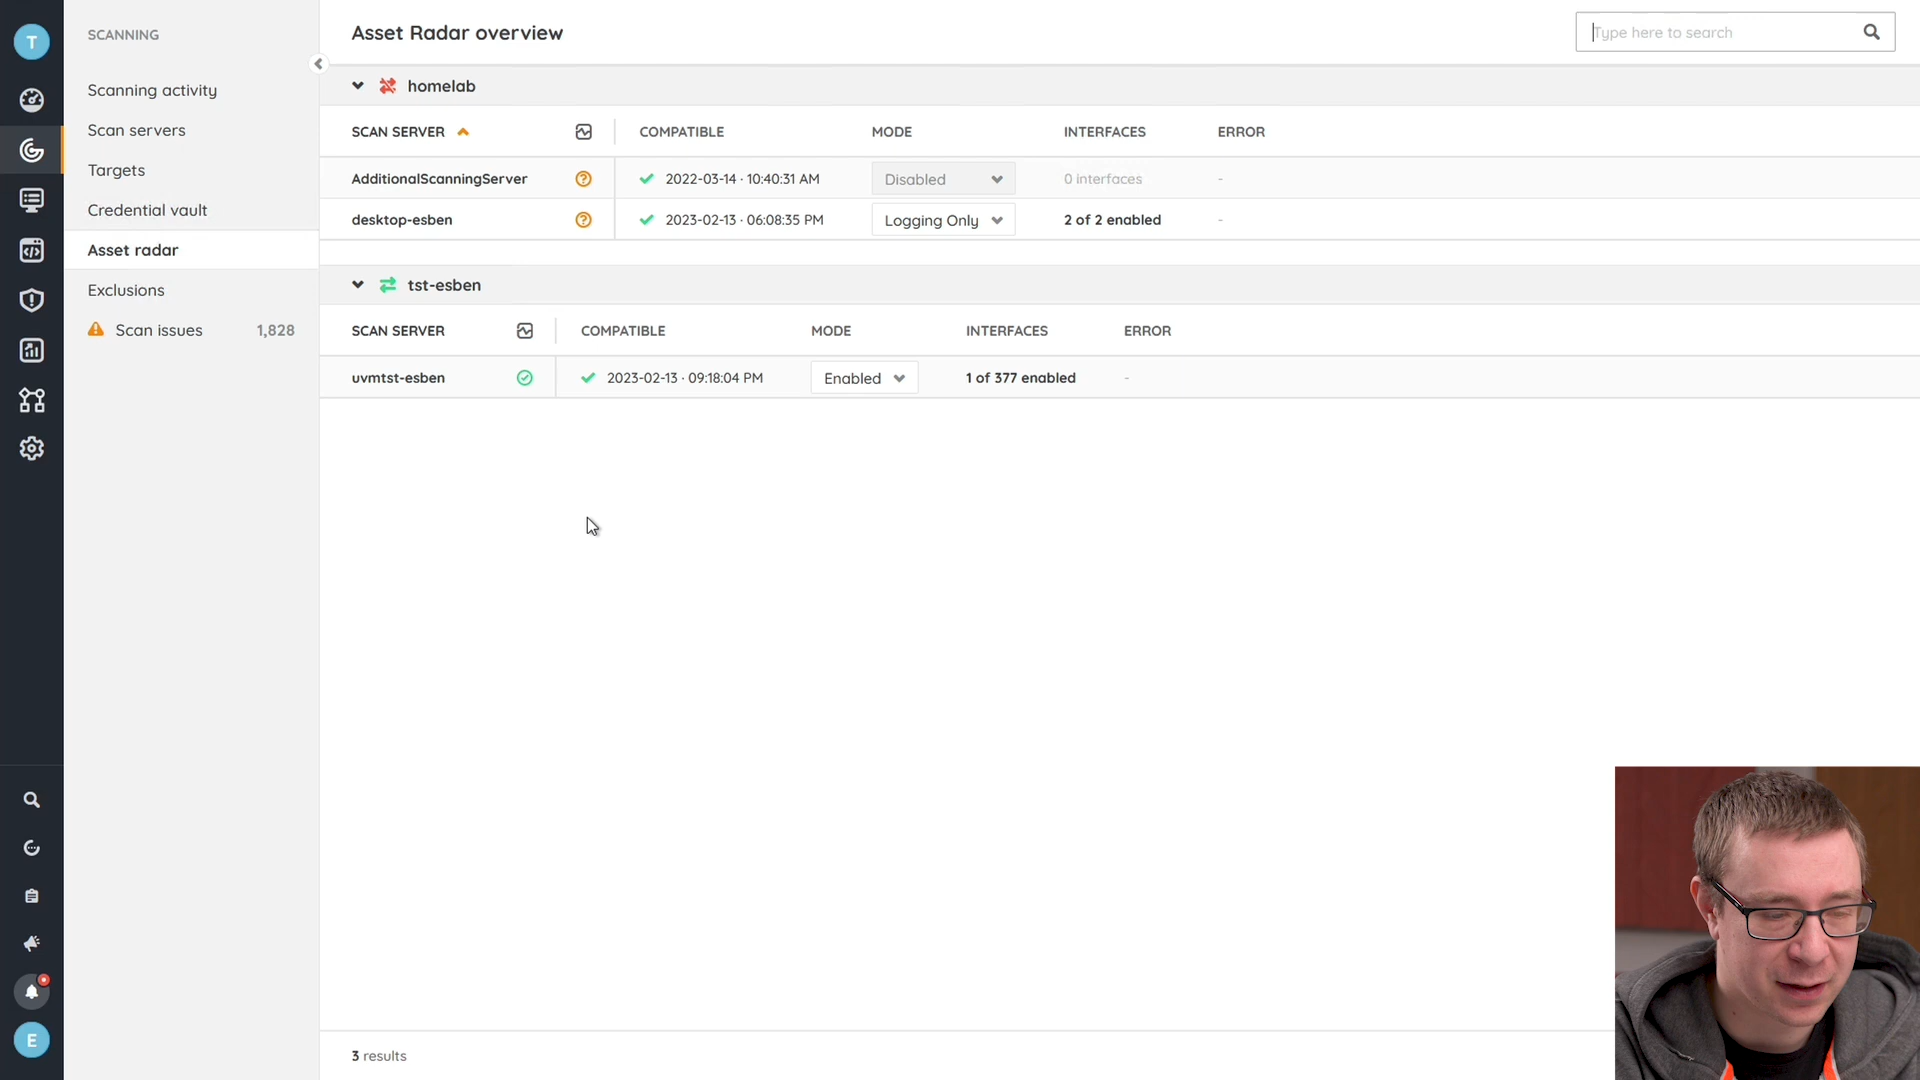 T
SCANNING
Asset Radar overview
Type here to search
Scanning activity
Scan servers
Targets
Credential vault
Asset radar
Exclusions
Scan issues 1,828
homelab
SCAN SERVER COMPATIBLE MODE INTERFACES ERROR
AdditionalScanningServer 2022-03-14 · 10:40:31 AM Disabled 0 interfaces -
desktop-esben 2023-02-13 · 06:08:35 PM Logging Only 2 of 2 enabled -
tst-esben
SCAN SERVER COMPATIBLE MODE INTERFACES ERROR
uvmtst-esben 2023-02-13 · 09:18:04 PM Enabled 1 of 377 enabled -
E
3 results